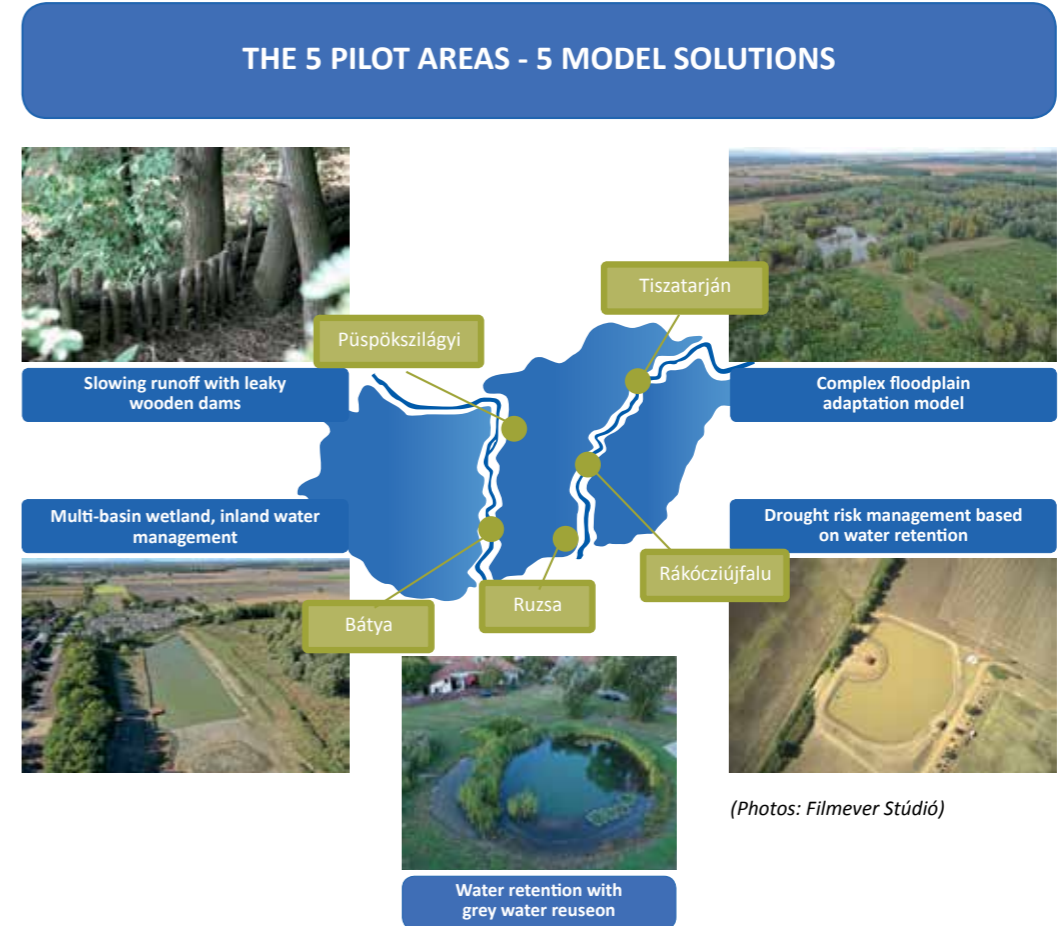 THE 5 PILOT AREAS - 5 MODEL SOLUTIONS
Tiszatarján
Püspökszilágyi
Slowing runoff with leaky
wooden dams
Complex floodplain
adaptation model
Multi-basin wetland, inland water
management
Drought risk management based
on water retention
Rákócziújfalu
Ruzsa
Bátya
(Photos: Filmever Stúdió)
Water retention with
grey water reuseon